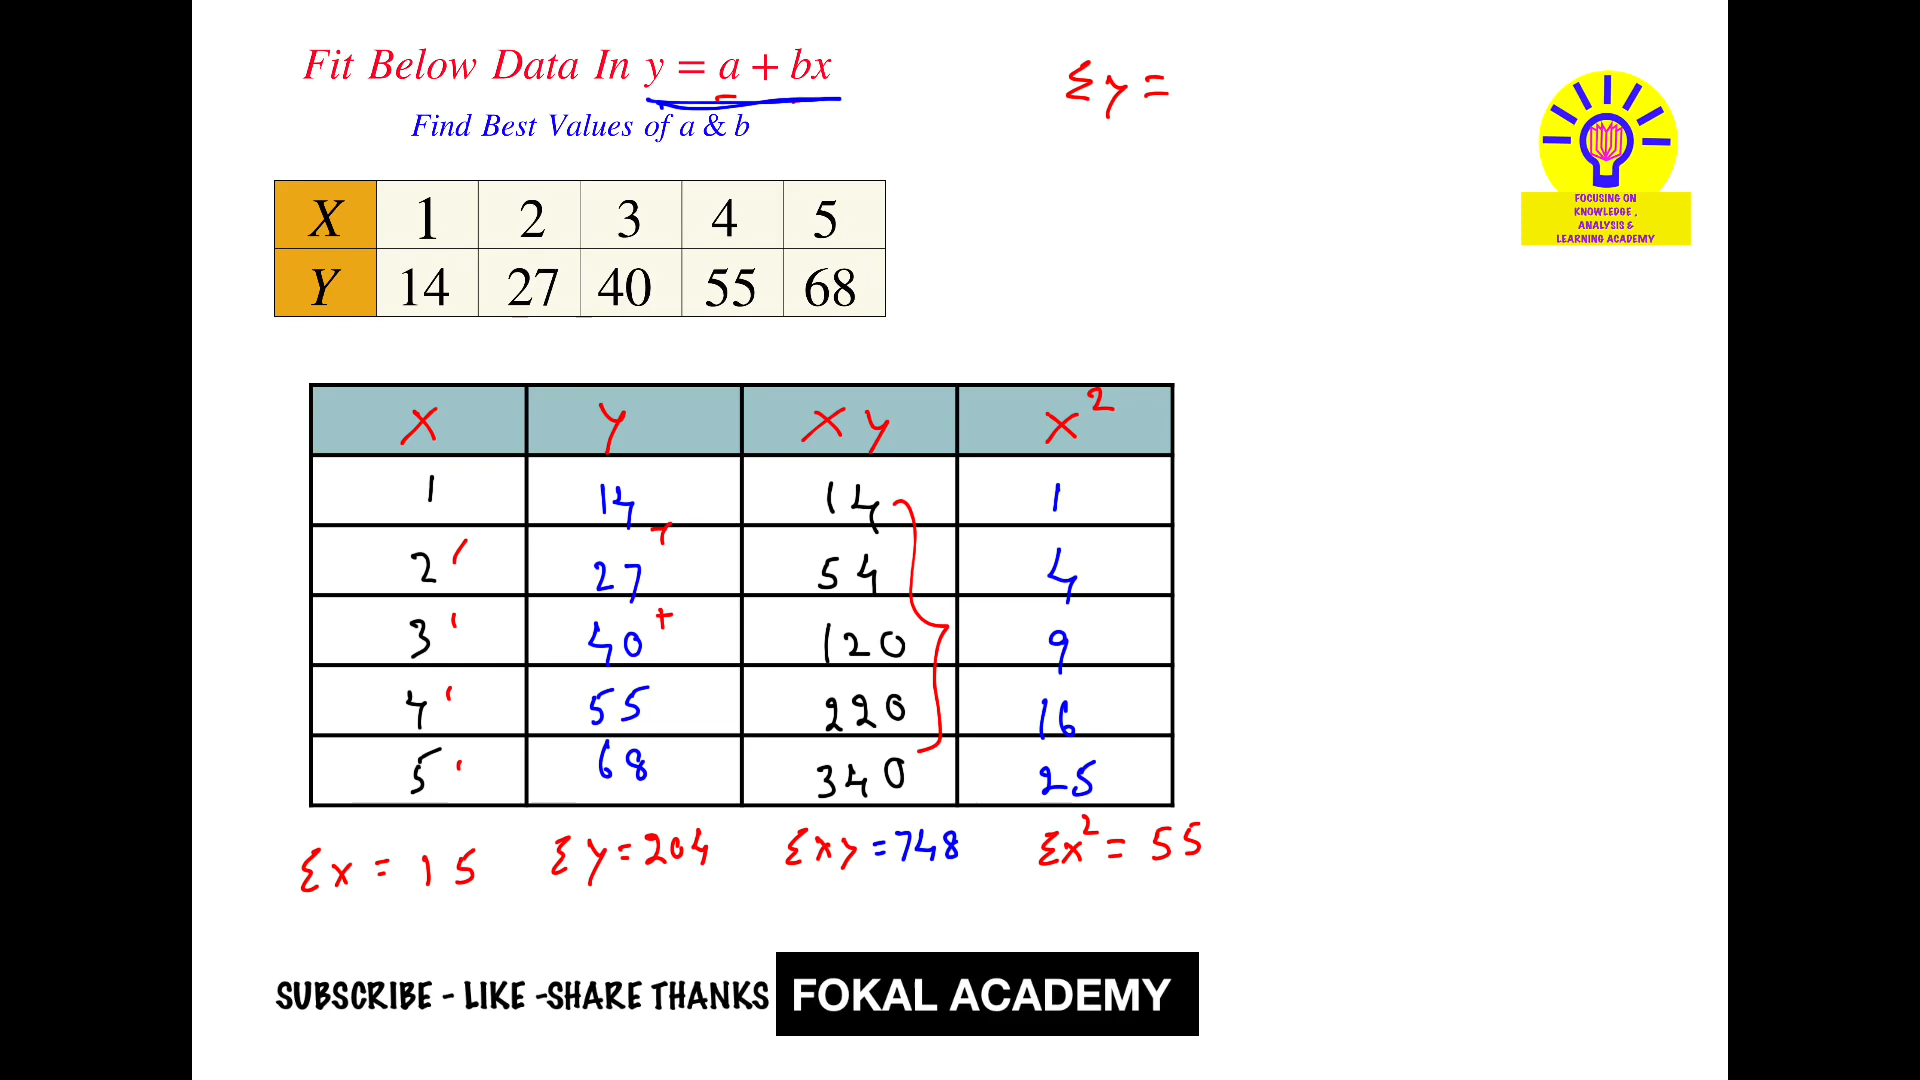 Fit Below Data In y = a + bx
Σy =
Find Best Values of a & b
X 1 2 3 4 5
Y 14 27 40 55 68
FOCUSING ON
KNOWLEDGE ,
ANALYSIS &
LEARNING ACADEMY
x y xy x²
1 14 14 1
2 27 54 4
3 40 120 9
4 55 220 16
5 68 340 25
Σx = 15 Σy = 204 Σxy = 748 Σx² = 55
SUBSCRIBE - LIKE -SHARE THANKS FOKAL ACADEMY